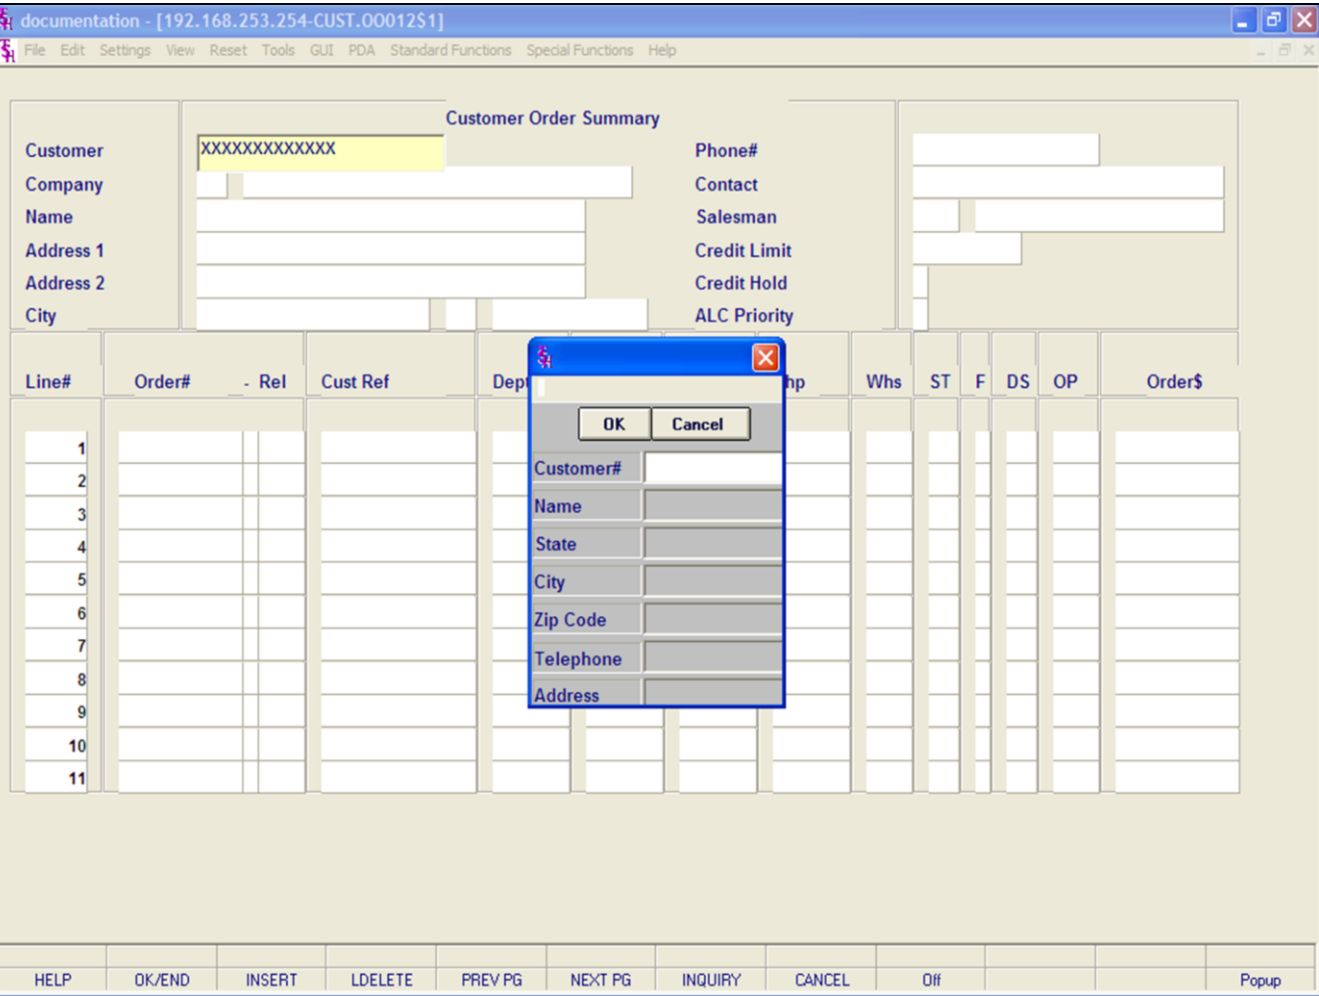 documentation - [192.168.253.254-CUST.OO012$1]
File Edit Settings View Reset Tools GUI PDA Standard Functions Special Functions Help
Customer Order Summary
Customer XXXXXXXXXXXXX Phone#
Company Contact
Name Salesman
Address 1 Credit Limit
Address 2 Credit Hold
City ALC Priority
Line# Order# - Rel Cust Ref Dept hp Whs ST F DS OP Order$
OK Cancel
Customer#
Name
State
City
Zip Code
Telephone
Address
1
2
3
4
5
6
7
8
9
10
11
HELP OK/END INSERT LDELETE PREV PG NEXT PG INQUIRY CANCEL Off Popup